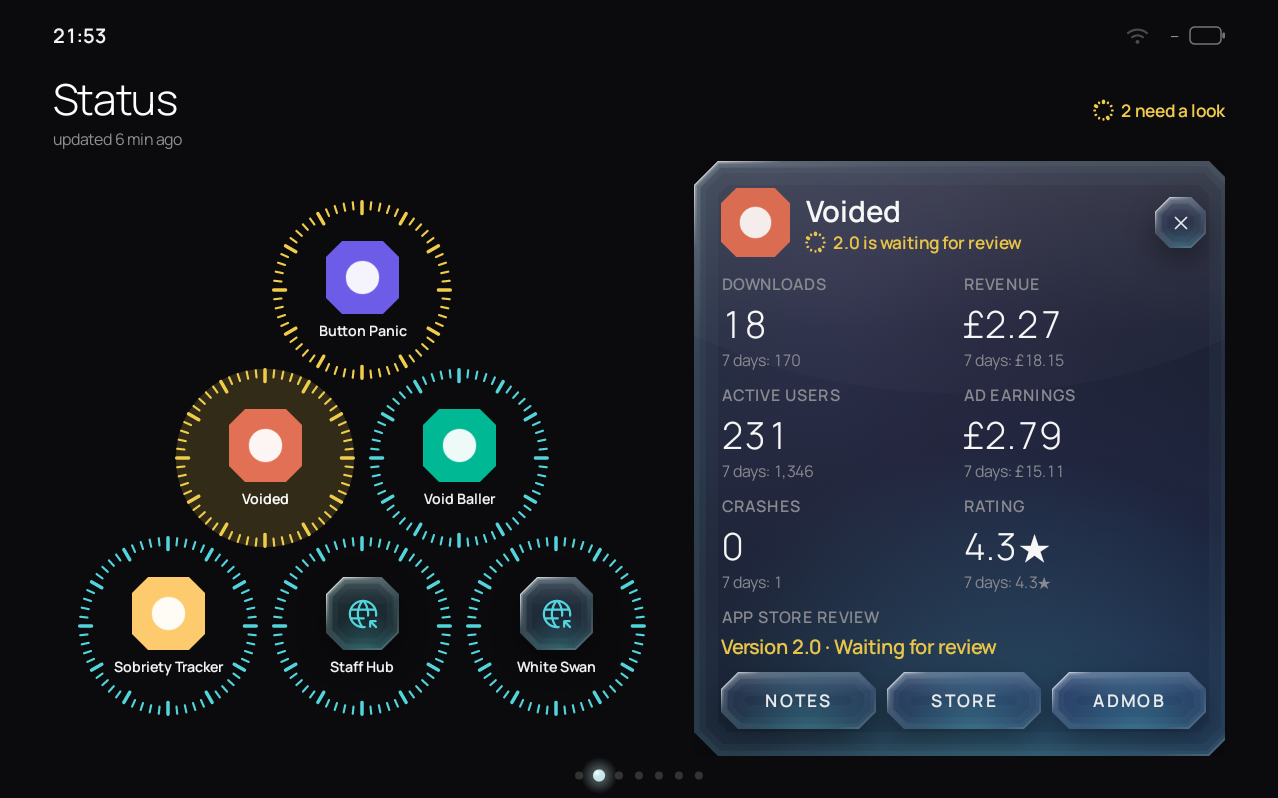 21:53
–
Status
updated 6 min ago
2 need a look
Button Panic
Voided
Void Baller
Sobriety Tracker
Staff Hub
White Swan
Voided
2.0 is waiting for review
DOWNLOADS
18
7 days: 170
REVENUE
£2.27
7 days: £18.15
ACTIVE USERS
231
7 days: 1,346
AD EARNINGS
£2.79
7 days: £15.11
CRASHES
0
7 days: 1
RATING
4.3★
7 days: 4.3★
APP STORE REVIEW
Version 2.0 · Waiting for review
NOTES
STORE
ADMOB